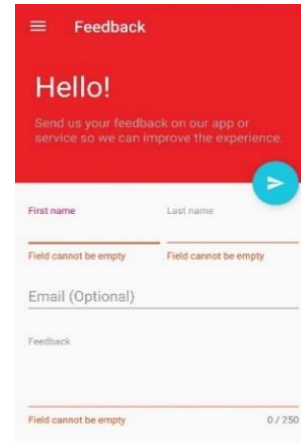 Feedback
Hello!
Send us your feedback on our app or
service so we can improve the experience.
First name
Last name
Field cannot be empty
Field cannot be empty
Email (Optional)
Feedback
Field cannot be empty
0 / 250